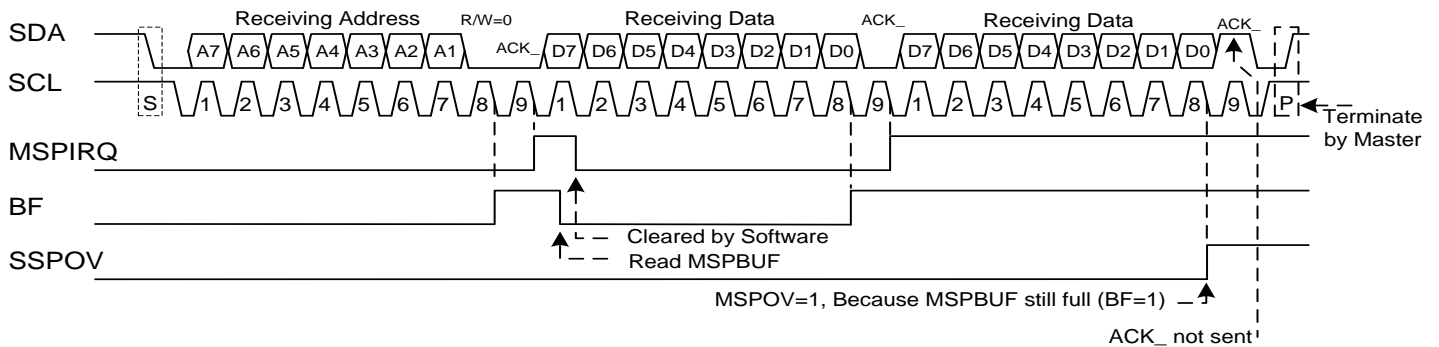 Receiving Address R/W=0 Receiving Data ACK_ Receiving Data ACK_
SDA A7 A6 A5 A4 A3 A2 A1 ACK_ D7 D6 D5 D4 D3 D2 D1 D0 D7 D6 D5 D4 D3 D2 D1 D0
SCL S 1 2 3 4 5 6 7 8 9 1 2 3 4 5 6 7 8 9 1 2 3 4 5 6 7 8 9 P
Terminate
by Master
MSPIRQ
BF
Cleared by Software
Read MSPBUF
SSPOV
MSPOV=1, Because MSPBUF still full (BF=1)
ACK_ not sent